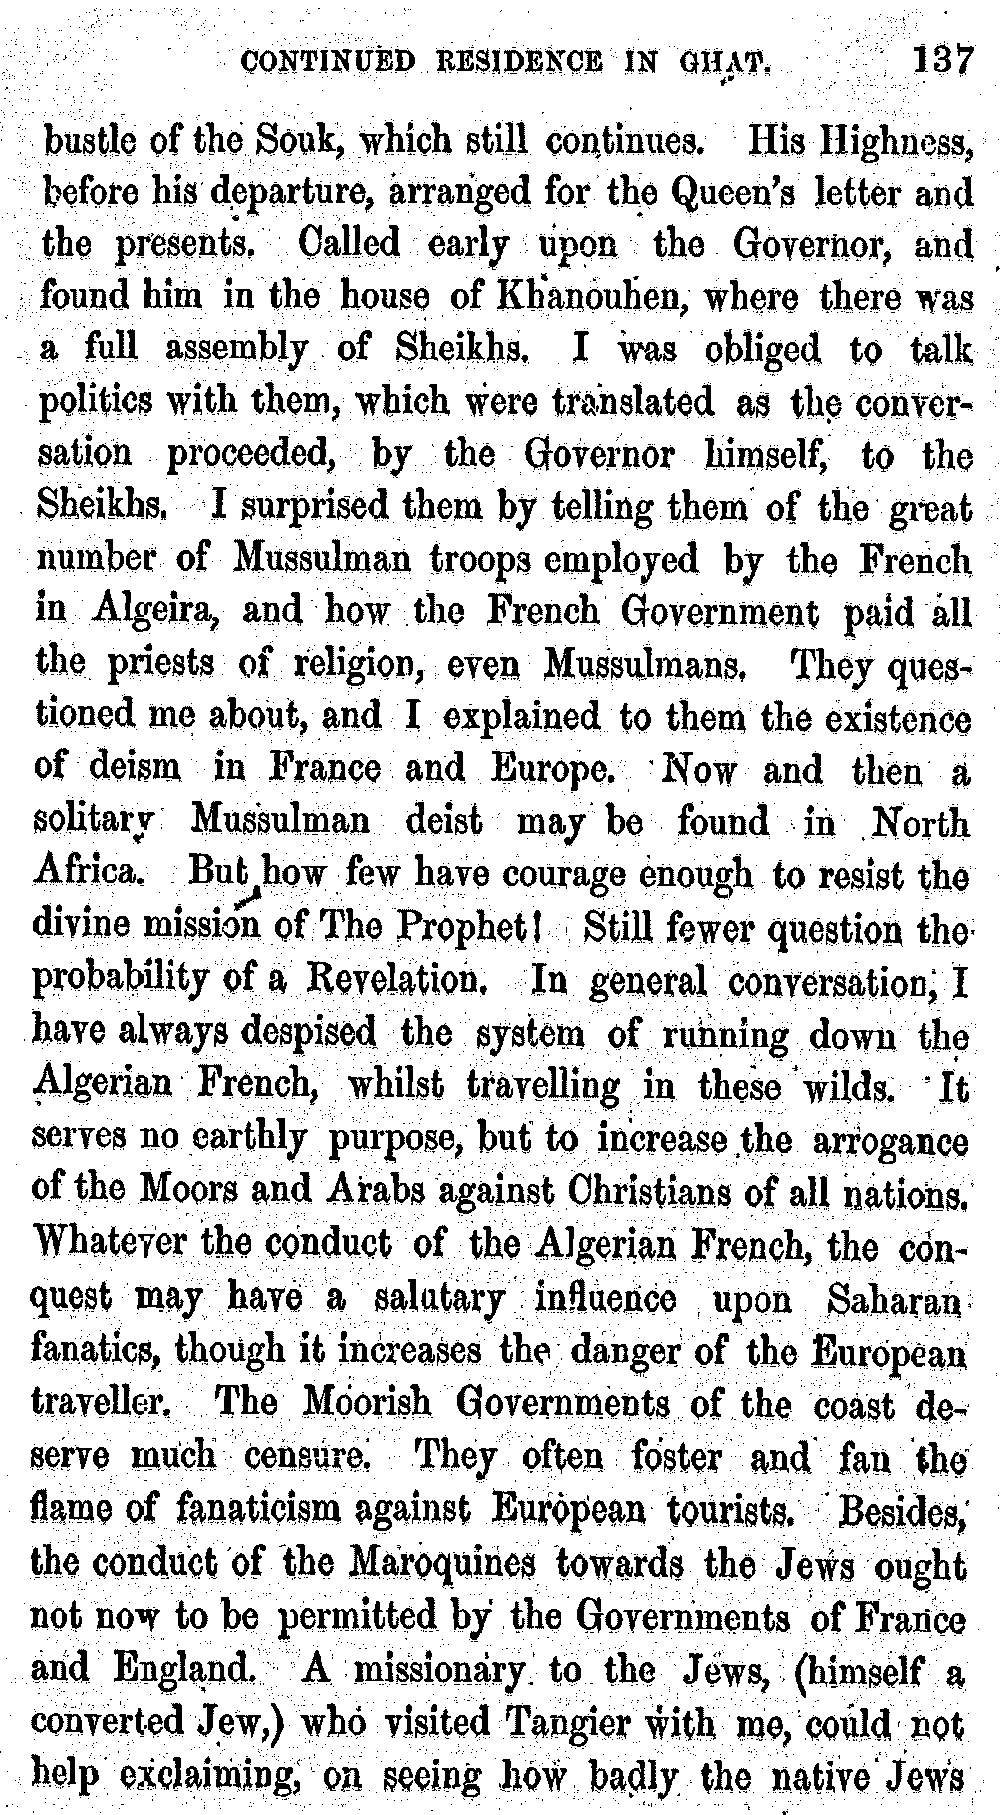 CONTINUED RESIDENCE IN GHAT. 137
bustle of the Souk, which still continues. His Highness,
before his departure, arranged for the Queen's letter and
the presents. Called early upon the Governor, and
found him in the house of Khanouhen, where there was
a full assembly of Sheikhs. I was obliged to talk
politics with them, which were translated as the conver-
sation proceeded, by the Governor himself, to the
Sheikhs. I surprised them by telling them of the great
number of Mussulman troops employed by the French
in Algeira, and how the French Government paid all
the priests of religion, even Mussulmans. They ques-
tioned me about, and I explained to them the existence
of deism in France and Europe. Now and then a
solitary Mussulman deist may be found in North
Africa. But how few have courage enough to resist the
divine mission of The Prophet! Still fewer question the
probability of a Revelation. In general conversation, I
have always despised the system of running down the
Algerian French, whilst travelling in these wilds. It
serves no earthly purpose, but to increase the arrogance
of the Moors and Arabs against Christians of all nations.
Whatever the conduct of the Algerian French, the con-
quest may have a salutary influence upon Saharan
fanatics, though it increases the danger of the European
traveller. The Moorish Governments of the coast de-
serve much censure. They often foster and fan the
flame of fanaticism against European tourists. Besides,
the conduct of the Maroquines towards the Jews ought
not now to be permitted by the Governments of France
and England. A missionary to the Jews, (himself a
converted Jew,) who visited Tangier with me, could not
help exclaiming, on seeing how badly the native Jews